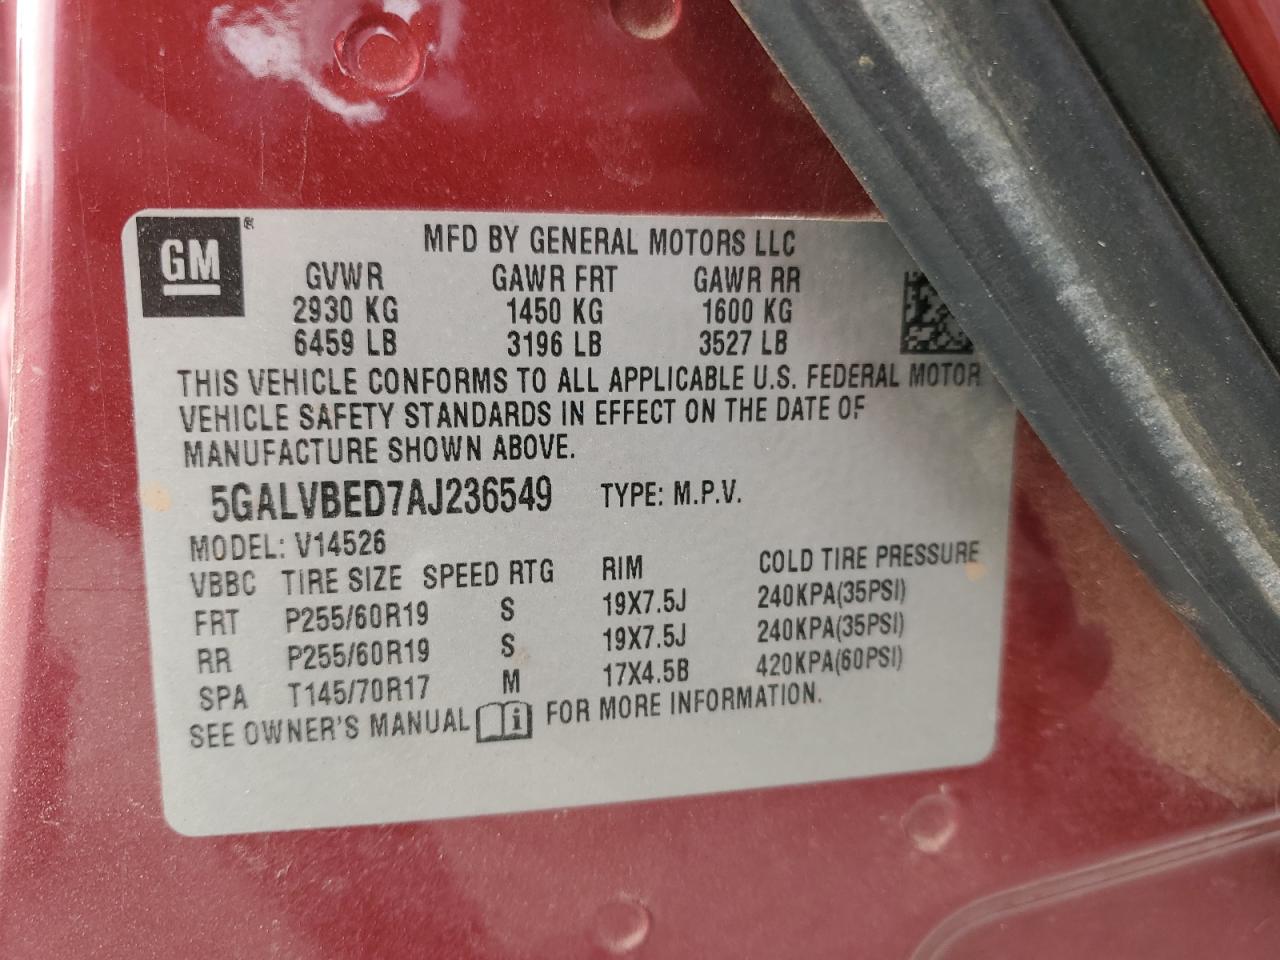 GM ®
MFD BY GENERAL MOTORS LLC
GVWR GAWR FRT GAWR RR
2930 KG 1450 KG 1600 KG
6459 LB 3196 LB 3527 LB
THIS VEHICLE CONFORMS TO ALL APPLICABLE U.S. FEDERAL MOTOR
VEHICLE SAFETY STANDARDS IN EFFECT ON THE DATE OF
MANUFACTURE SHOWN ABOVE.
5GALVBED7AJ236549 TYPE: M.P.V.
MODEL: V14526
VBBC TIRE SIZE SPEED RTG RIM COLD TIRE PRESSURE
FRT P255/60R19 S 19X7.5J 240KPA(35PSI)
RR P255/60R19 S 19X7.5J 240KPA(35PSI)
SPA T145/70R17 M 17X4.5B 420KPA(60PSI)
SEE OWNER'S MANUAL i FOR MORE INFORMATION.